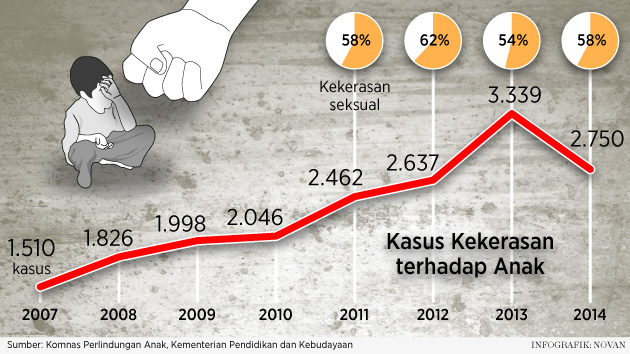 58%
62%
54%
58%
Kekerasan
seksual
3.339
2.750
2.637
2.462
2.046
1.998
1.826
1.510
kasus
Kasus Kekerasan
terhadap Anak
2007 2008 2009 2010 2011 2012 2013 2014
Sumber: Komnas Perlindungan Anak, Kementerian Pendidikan dan Kebudayaan
INFOGRAFIK: NOVAN